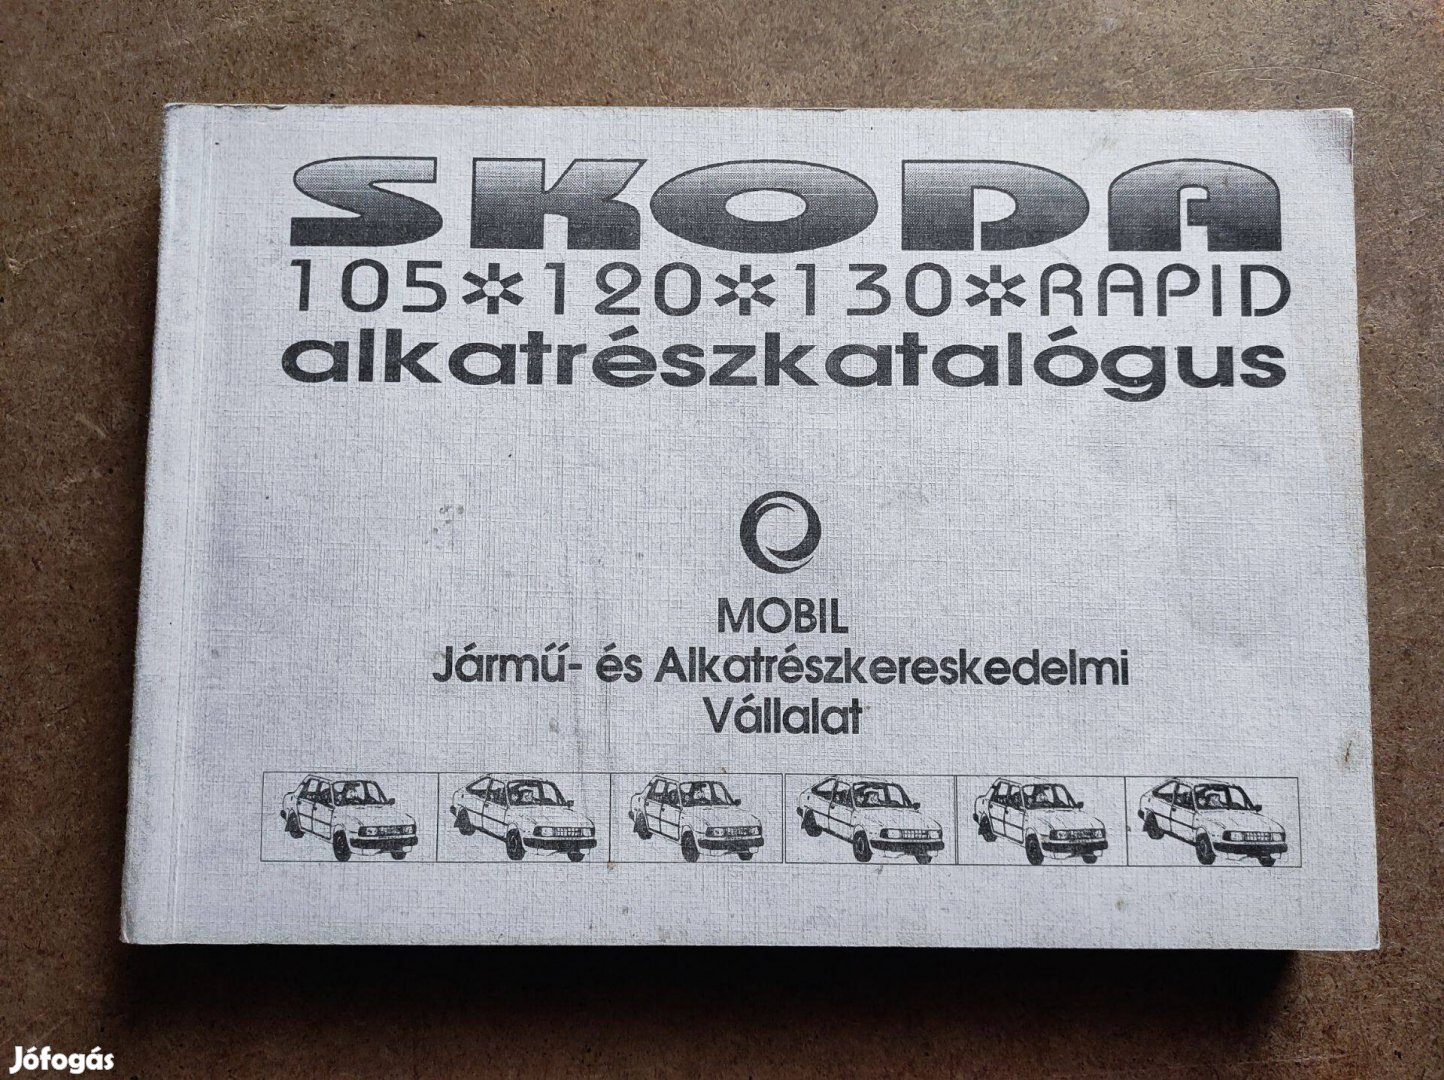 SKODA
105*120*130*RAPID
alkatrészkatalógus
MOBIL
Jármű- és Alkatrészkereskedelmi
Vállalat
Jófogás